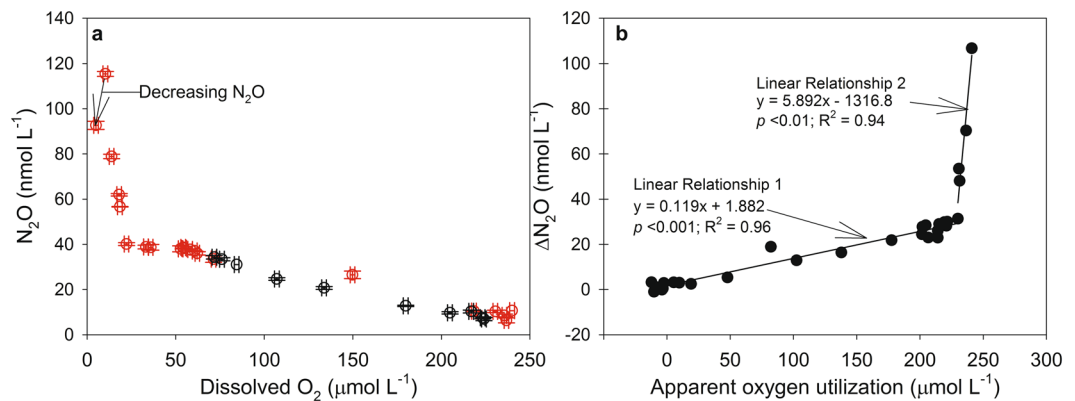 a
N₂O (nmol L⁻¹)
140
120
100
80
60
40
20
0
Decreasing N₂O
0
50
100
150
200
250
Dissolved O₂ (μmol L⁻¹)
b
ΔN₂O (nmol L⁻¹)
120
100
80
60
40
20
0
-20
Linear Relationship 2
y = 5.892x - 1316.8
p <0.01; R² = 0.94
Linear Relationship 1
y = 0.119x + 1.882
p <0.001; R² = 0.96
0
50
100
150
200
250
300
Apparent oxygen utilization (μmol L⁻¹)